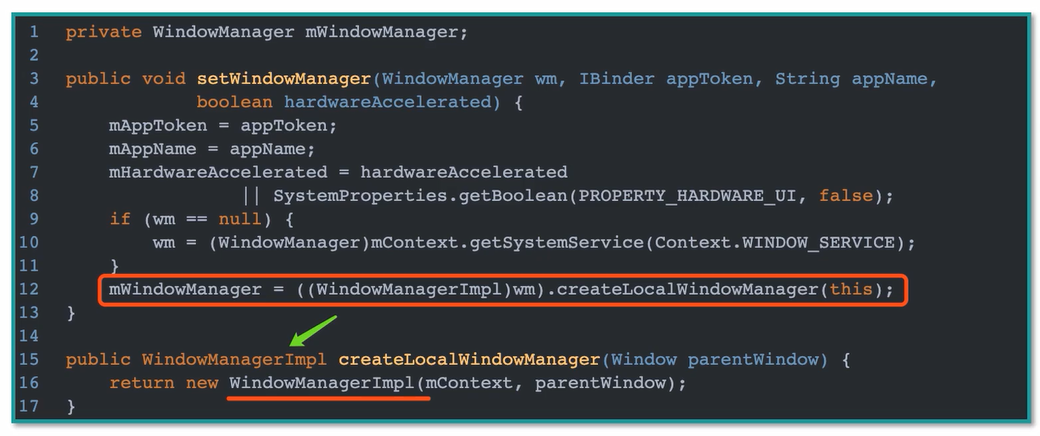 1 private WindowManager mWindowManager;
2
3 public void setWindowManager(WindowManager wm, IBinder appToken, String appName,
4 boolean hardwareAccelerated) {
5 mAppToken = appToken;
6 mAppName = appName;
7 mHardwareAccelerated = hardwareAccelerated
8 || SystemProperties.getBoolean(PROPERTY_HARDWARE_UI, false);
9 if (wm == null) {
10 wm = (WindowManager)mContext.getSystemService(Context.WINDOW_SERVICE);
11 }
12 mWindowManager = ((WindowManagerImpl)wm).createLocalWindowManager(this);
13 }
14
15 public WindowManagerImpl createLocalWindowManager(Window parentWindow) {
16 return new WindowManagerImpl(mContext, parentWindow);
17 }